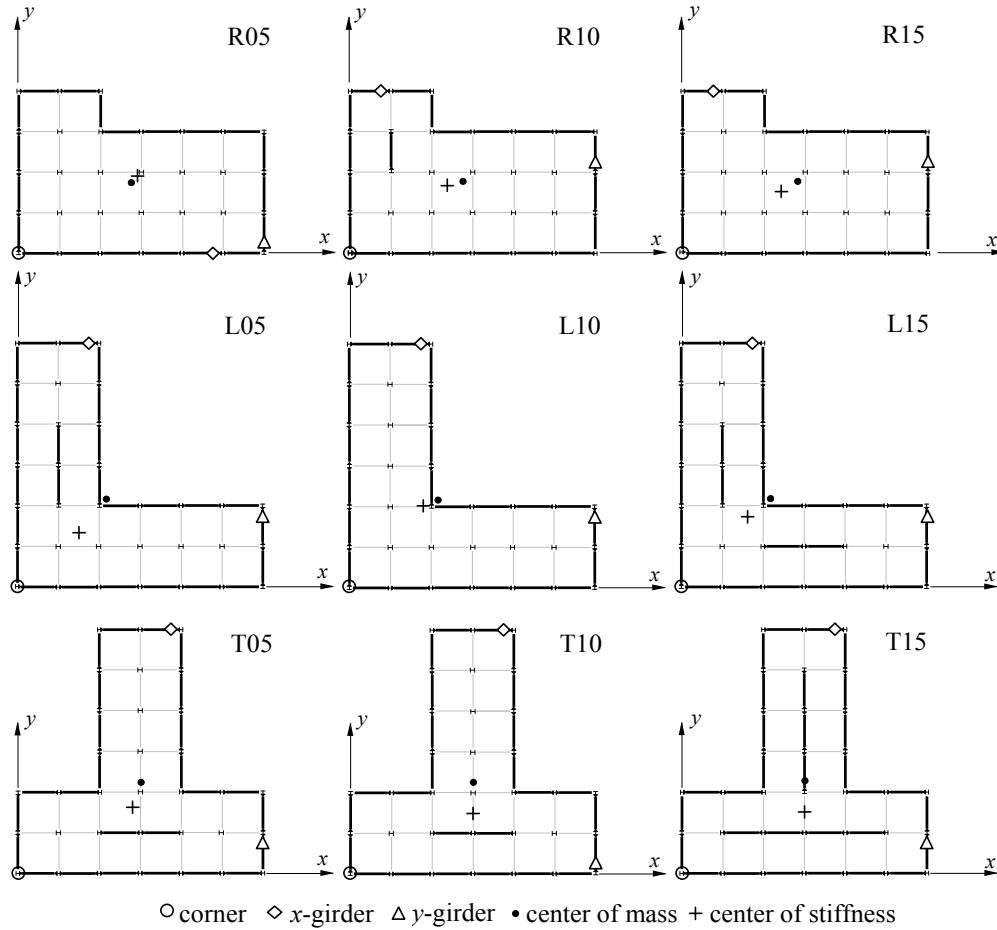 y
R05
x
y
R10
x
y
R15
x
y
L05
x
y
L10
x
y
L15
x
y
T05
x
y
T10
x
y
T15
x
corner x-girder y-girder center of mass center of stiffness